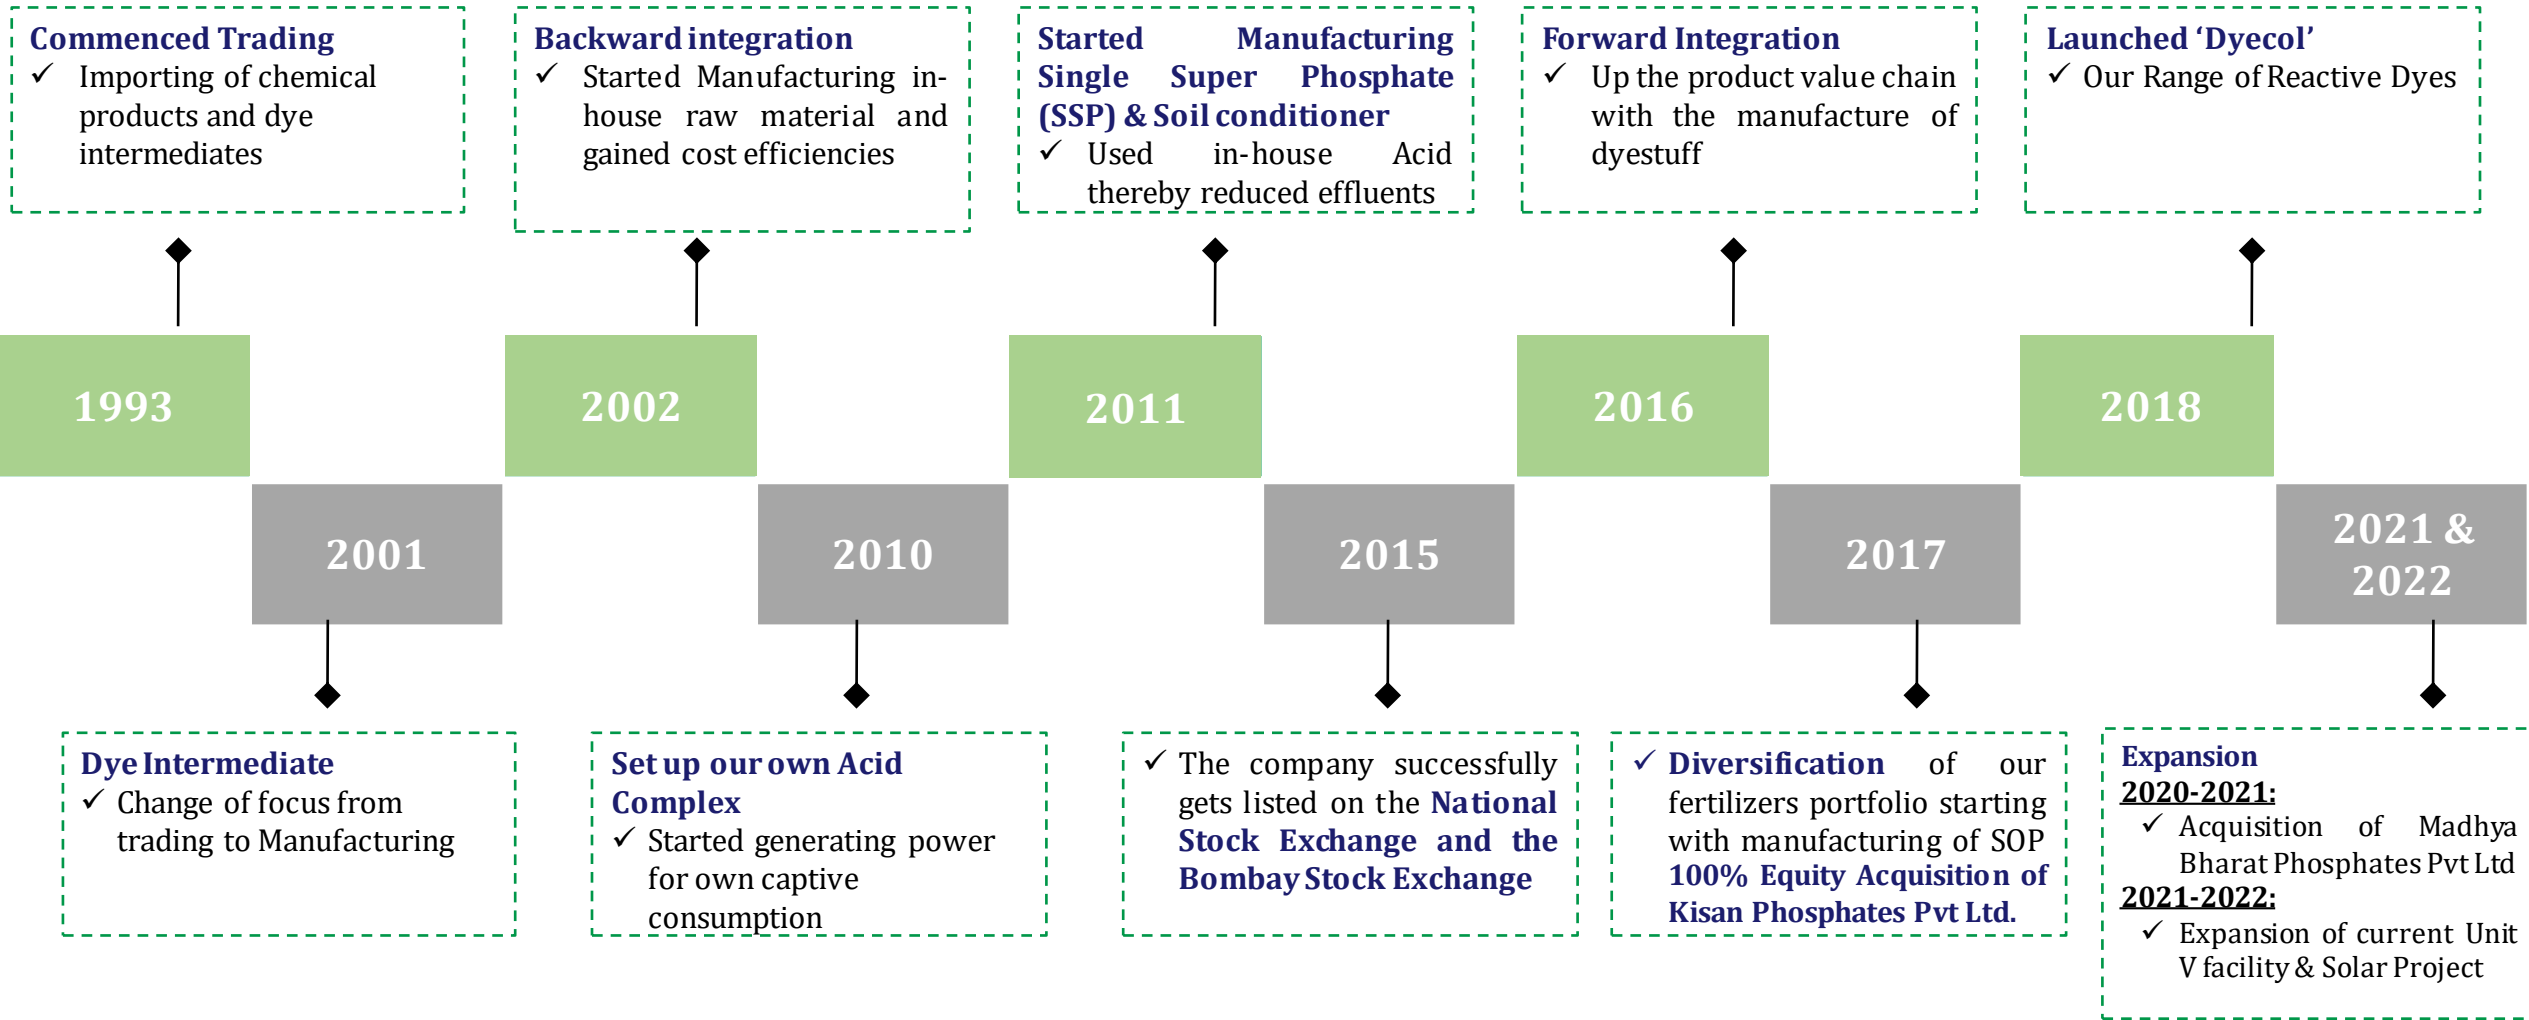 Commenced Trading
✓ Importing of chemical
products and dye
intermediates
Backward integration
✓ Started Manufacturing in-
house raw material and
gained cost efficiencies
Started Manufacturing
Single Super Phosphate
(SSP) & Soil conditioner
✓ Used in-house Acid
thereby reduced effluents
Forward Integration
✓ Up the product value chain
with the manufacture of
dyestuff
Launched ‘Dyecol’
✓ Our Range of Reactive Dyes
1993
2002
2011
2016
2018
2001
2010
2015
2017
2021 &
2022
Dye Intermediate
✓ Change of focus from
trading to Manufacturing
Set up our own Acid
Complex
✓ Started generating power
for own captive
consumption
✓ The company successfully
gets listed on the National
Stock Exchange and the
Bombay Stock Exchange
✓ Diversification of our
fertilizers portfolio starting
with manufacturing of SOP
100% Equity Acquisition of
Kisan Phosphates Pvt Ltd.
Expansion
2020-2021:
✓ Acquisition of Madhya
Bharat Phosphates Pvt Ltd
2021-2022:
✓ Expansion of current Unit
V facility & Solar Project